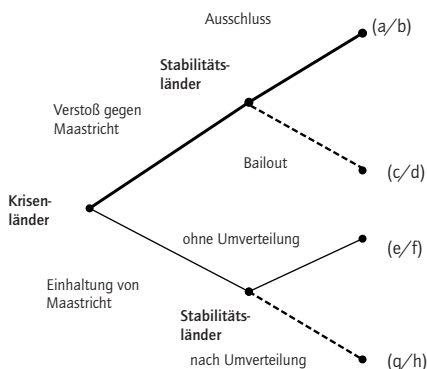 Ausschluss
(a/b)
Stabilitäts-
länder
Verstoß gegen
Maastricht
Bailout
(c/d)
Krisen-
länder
ohne Umverteilung
(e/f)
Einhaltung von
Maastricht
Stabilitäts-
länder
nach Umverteilung
(g/h)